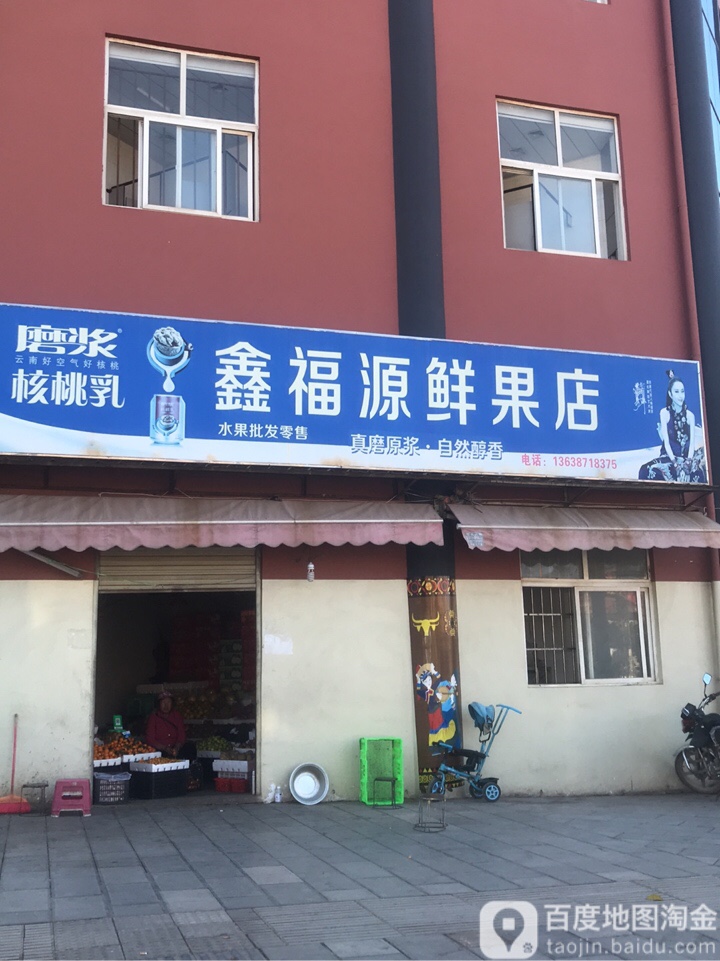 磨浆®
云南好空气好核桃
核桃乳
鑫福源鲜果店
水果批发零售
真磨原浆·自然醇香
电话：13638718375
百度地图淘金
taojin.baidu.com